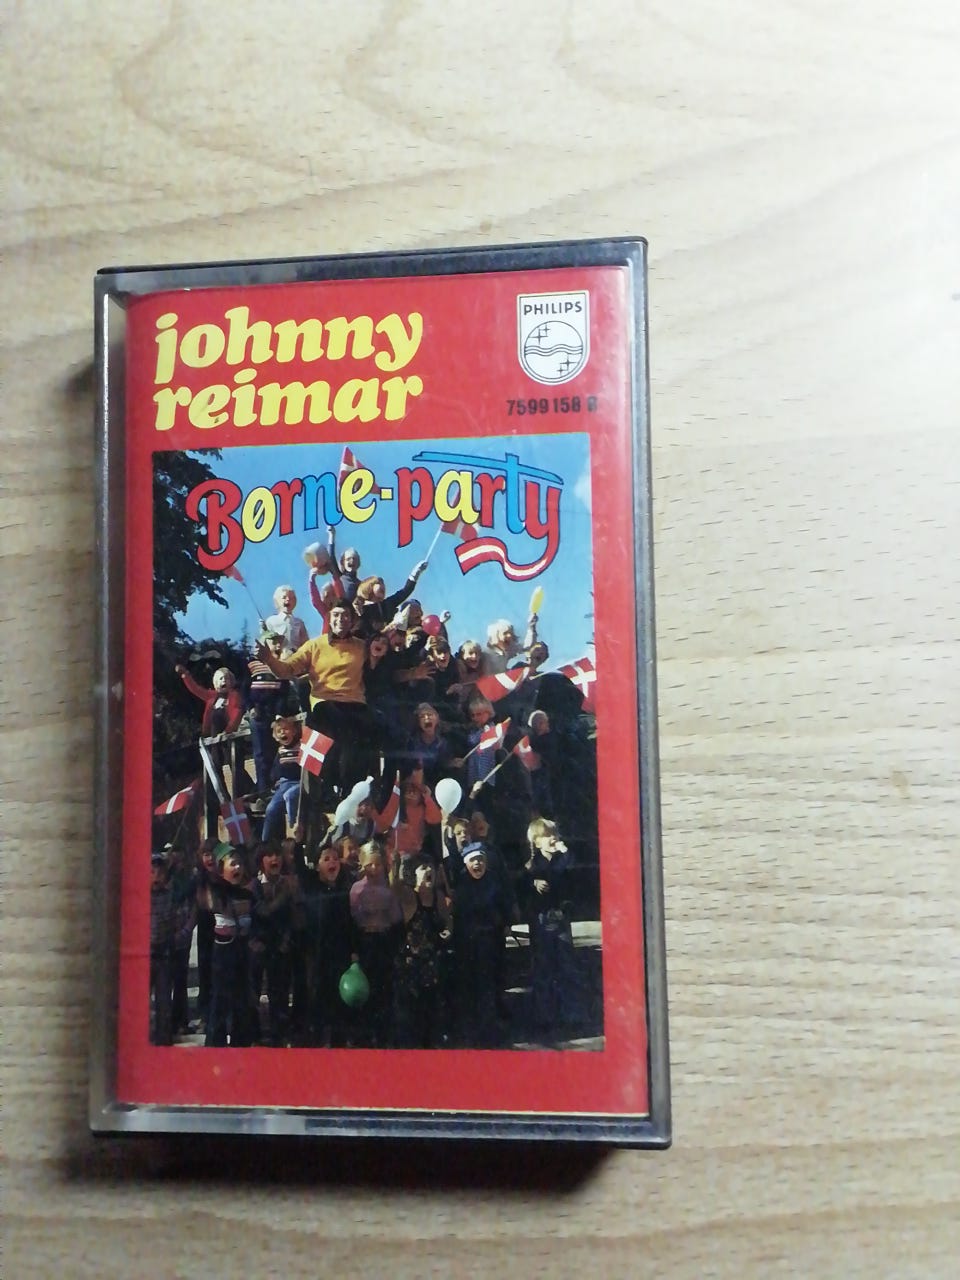 johnny
reimar
PHILIPS
7599 158
Børne-party